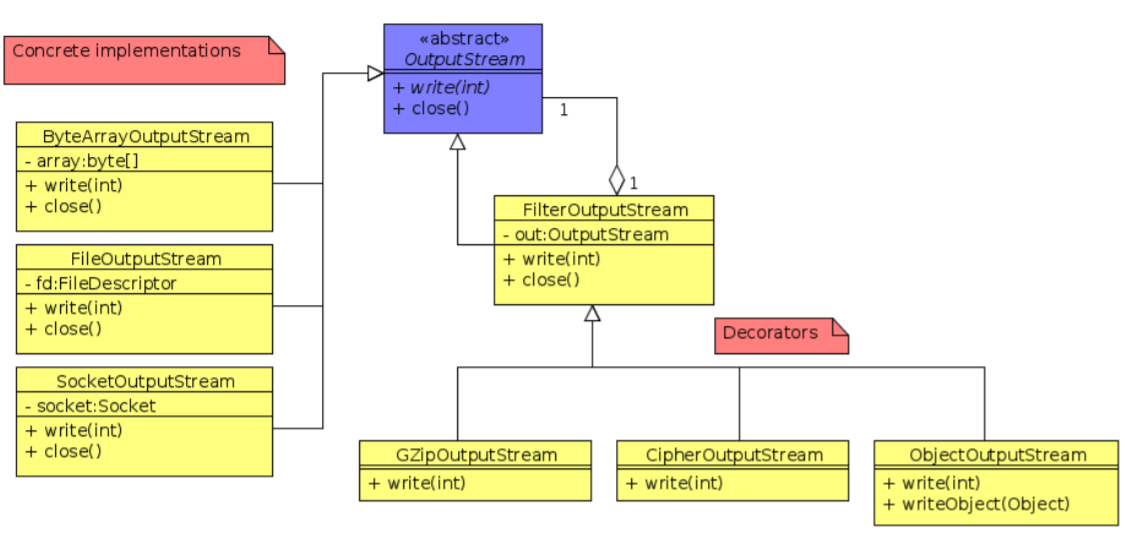 Concrete implementations
«abstract»
OutputStream
+ write(int)
+ close()
1
1
ByteArrayOutputStream
- array:byte[]
+ write(int)
+ close()
FilterOutputStream
- out:OutputStream
+ write(int)
+ close()
FileOutputStream
- fd:FileDescriptor
+ write(int)
+ close()
Decorators
SocketOutputStream
- socket:Socket
+ write(int)
+ close()
GZipOutputStream
+ write(int)
CipherOutputStream
+ write(int)
ObjectOutputStream
+ write(int)
+ writeObject(Object)